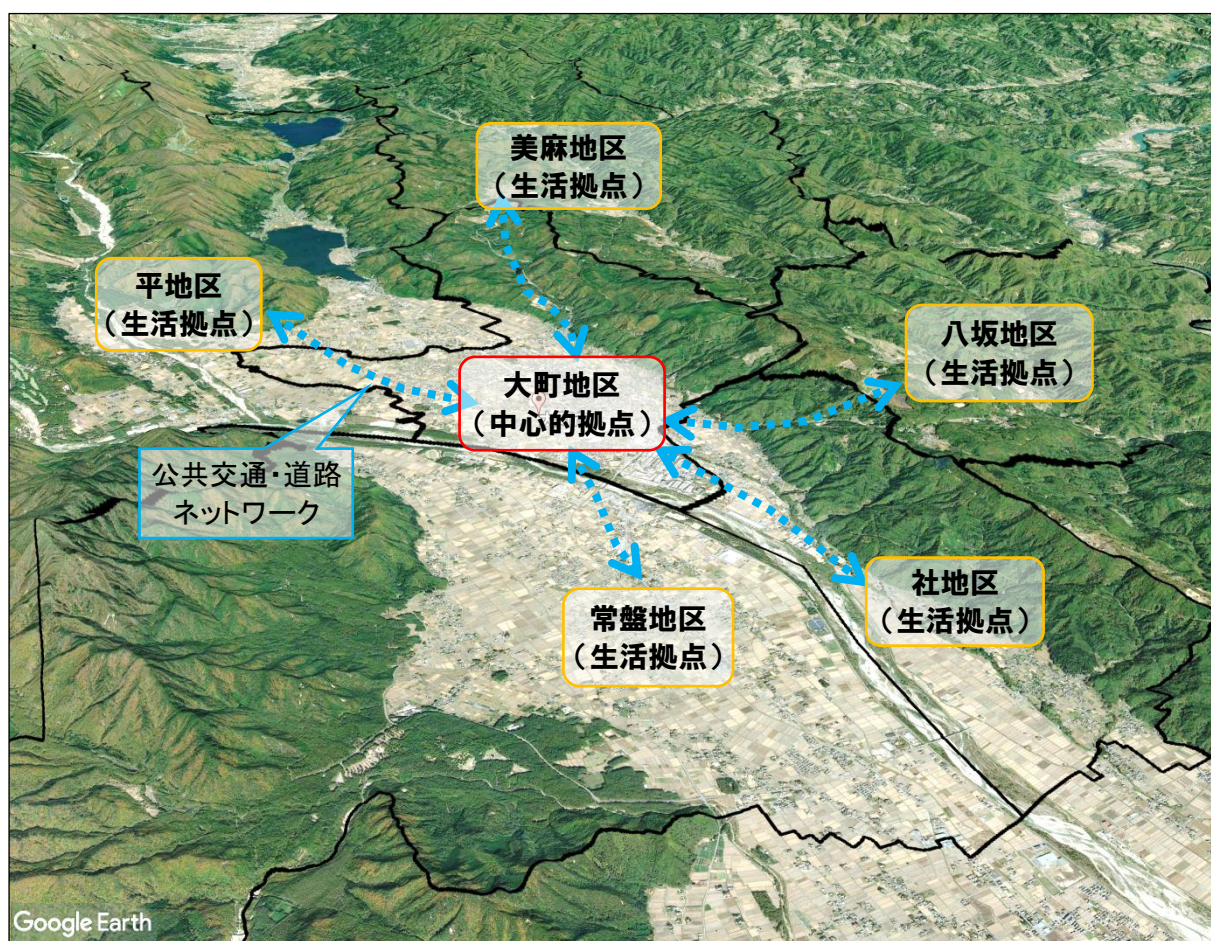 美麻地区
（生活拠点）
平地区
（生活拠点）
八坂地区
（生活拠点）
大町地区
（中心的拠点）
公共交通・道路
ネットワーク
社地区
（生活拠点）
常盤地区
（生活拠点）
Google Earth